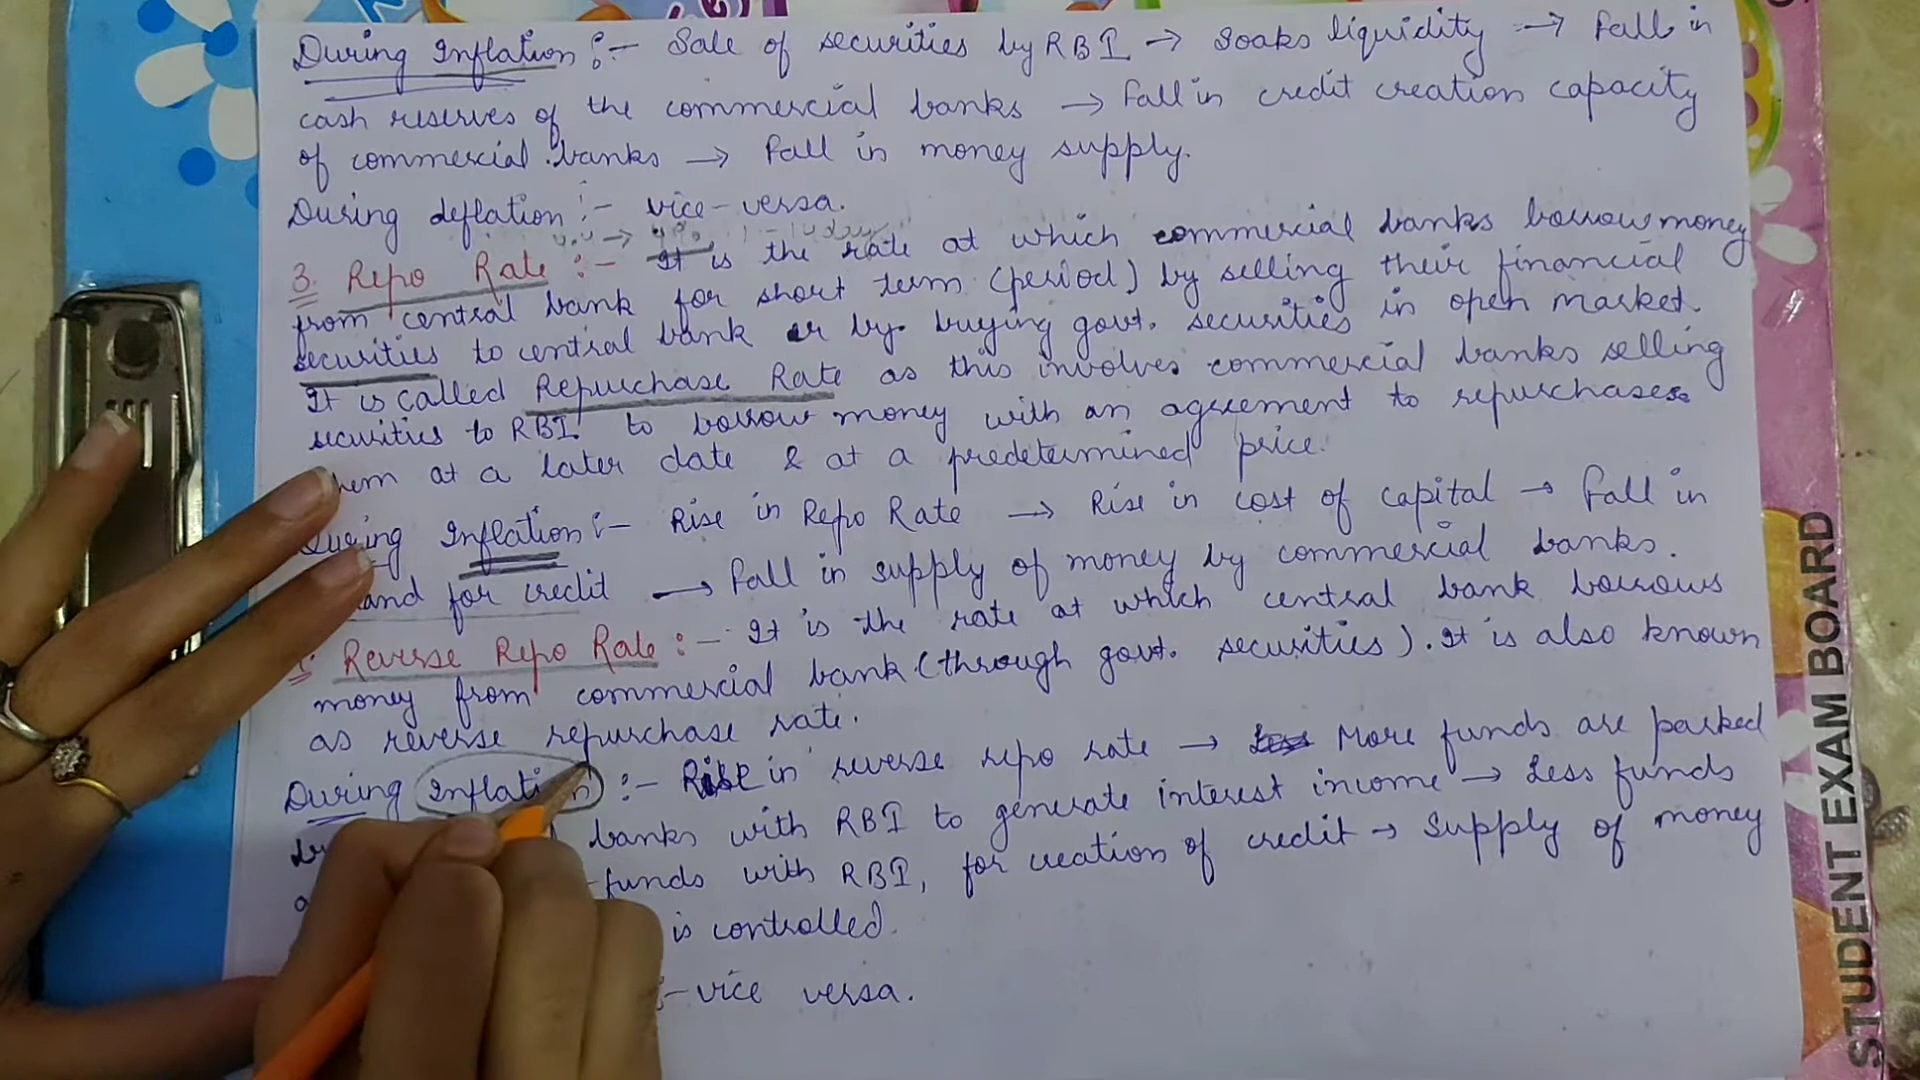 During Inflation :- Sale of securities by RBI → Soaks liquidity → Fall in
cash reserves of the commercial banks → Fall in credit creation capacity
of commercial banks → Fall in money supply.
During deflation :- vice-versa.
3. Repo Rate :- It is the rate at which commercial banks borrow money
from central bank for short term (period) by selling their financial
securities to central bank or by buying govt. securities in open market.
It is called Repurchase Rate as this involves commercial banks selling
securities to RBI to borrow money with an agreement to repurchases
hem at a later date & at a predetermined price.
During Inflation :- Rise in Repo Rate → Rise in cost of capital → Fall in
and for credit → Fall in supply of money by commercial banks.
Reverse Repo Rate :- It is the rate at which central bank borrows
money from commercial bank (through govt. securities). It is also known
as reverse repurchase rate.
During Inflation :- Rise in reverse repo rate → More funds are parked
banks with RBI to generate interest income → Less funds
funds with RBI, for creation of credit → Supply of money
is controlled.
:- vice versa.
STUDENT EXAM BOARD